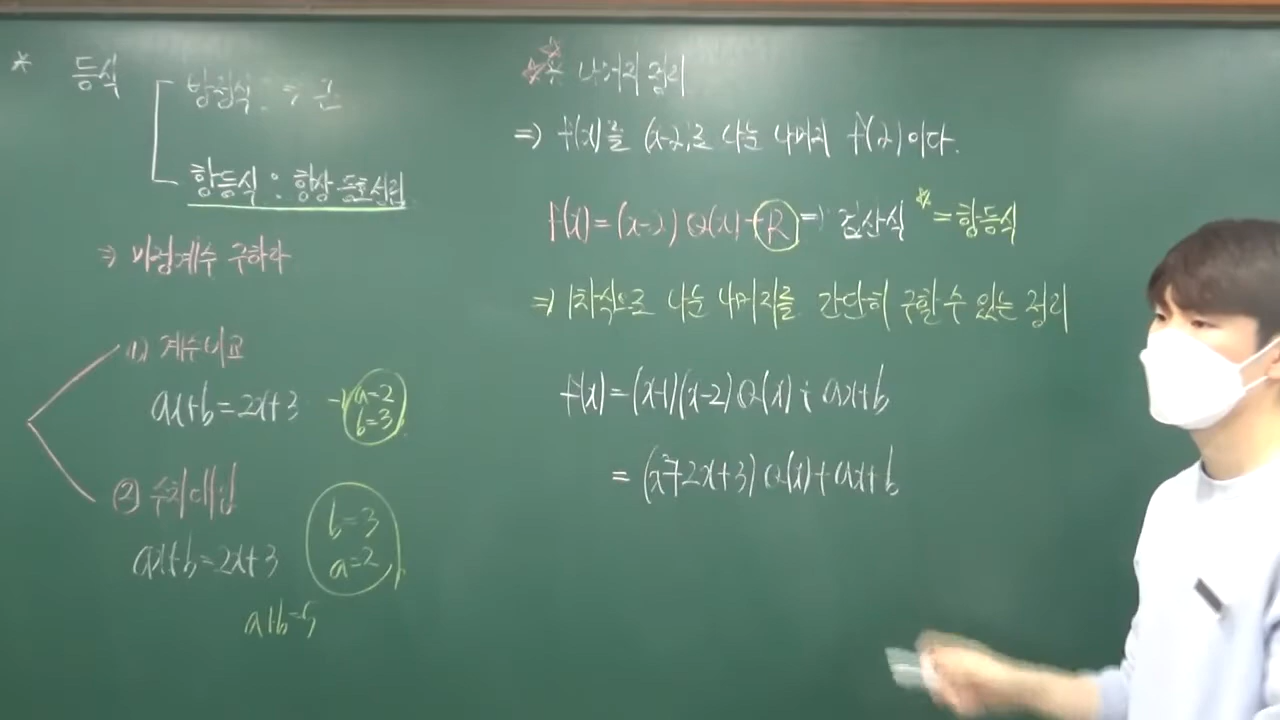 * 등식
방정식 : 근
항등식 : 항상 등호성립
⇒ 미정계수 구하라
1) 계수비교
ax+b=2x+3 → a=2
b=3
② 수치대입
ax+b=2x+3
b=3
a=2
a+b=5
나머지 정리
⇒ f(x)를 (x-2)로 나눈 나머지 f(2)이다.
f(x)=(x-2)Q(x)+R ⇒ 검산식 *=항등식
⇒ 1차식으로 나눈 나머지를 간단히 구할 수 있는 정리
f(x)=(x-1)(x-2)Q(x)+ax+b
=(x²+2x+3)Q(x)+ax+b